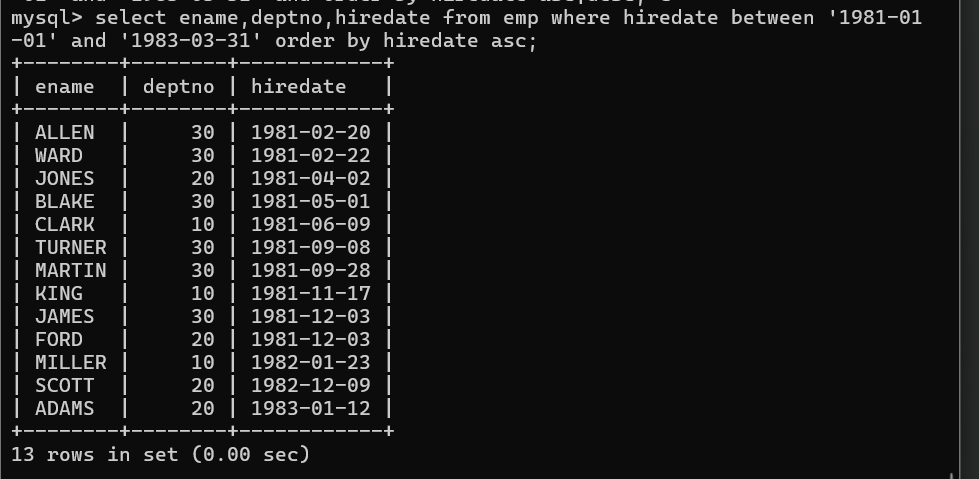 mysql> select ename,deptno,hiredate from emp where hiredate between '1981-01
-01' and '1983-03-31' order by hiredate asc;
+--------+--------+------------+
| ename  | deptno | hiredate   |
+--------+--------+------------+
| ALLEN  |     30 | 1981-02-20 |
| WARD   |     30 | 1981-02-22 |
| JONES  |     20 | 1981-04-02 |
| BLAKE  |     30 | 1981-05-01 |
| CLARK  |     10 | 1981-06-09 |
| TURNER |     30 | 1981-09-08 |
| MARTIN |     30 | 1981-09-28 |
| KING   |     10 | 1981-11-17 |
| JAMES  |     30 | 1981-12-03 |
| FORD   |     20 | 1981-12-03 |
| MILLER |     10 | 1982-01-23 |
| SCOTT  |     20 | 1982-12-09 |
| ADAMS  |     20 | 1983-01-12 |
+--------+--------+------------+
13 rows in set (0.00 sec)